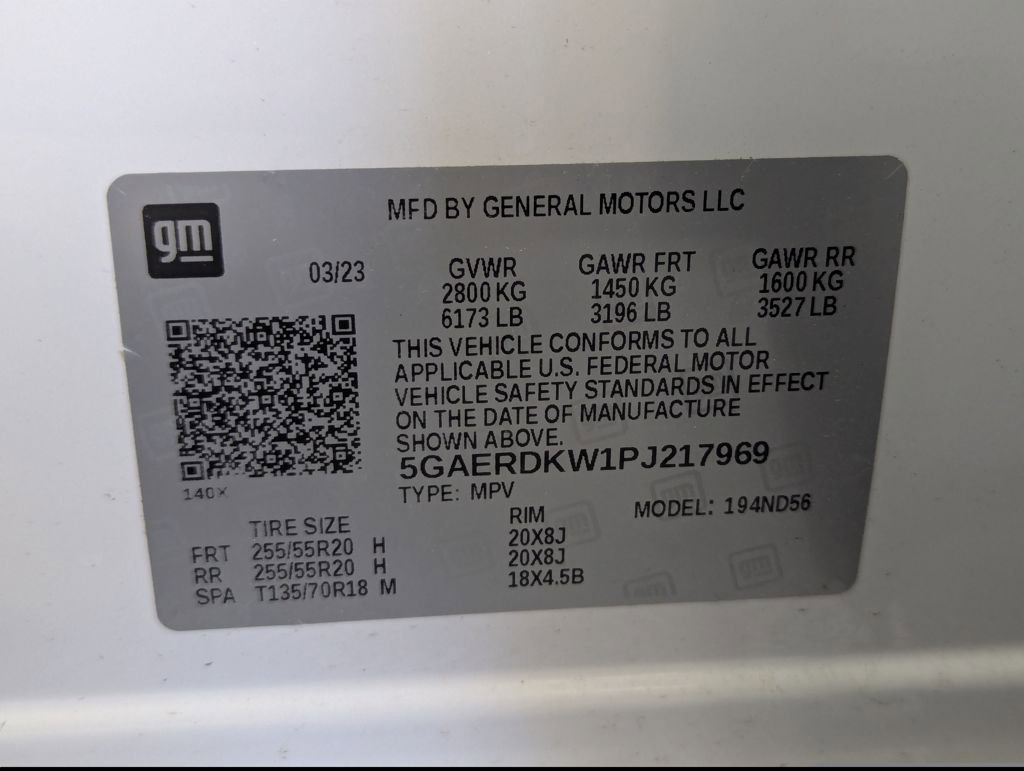 gm
MFD BY GENERAL MOTORS LLC
03/23 GVWR GAWR FRT GAWR RR
2800 KG 1450 KG 1600 KG
6173 LB 3196 LB 3527 LB
THIS VEHICLE CONFORMS TO ALL
APPLICABLE U.S. FEDERAL MOTOR
VEHICLE SAFETY STANDARDS IN EFFECT
ON THE DATE OF MANUFACTURE
SHOWN ABOVE.
5GAERDKW1PJ217969
140X
TYPE: MPV
MODEL: 194ND56
TIRE SIZE RIM
FRT 255/55R20 H 20X8J
RR 255/55R20 H 20X8J
SPA T135/70R18 M 18X4.5B